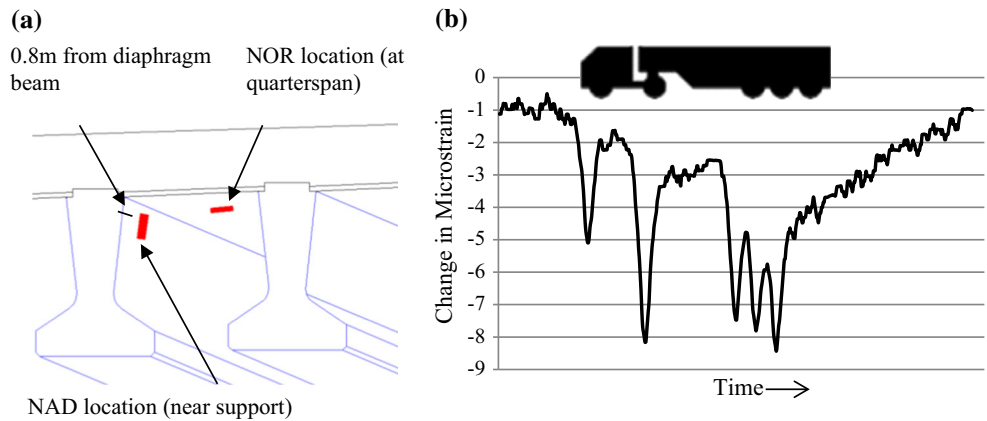 (a)
0.8m from diaphragm
beam
NOR location (at
quarterspan)
NAD location (near support)
(b)
Change in Microstrain
0
-1
-2
-3
-4
-5
-6
-7
-8
-9
Time